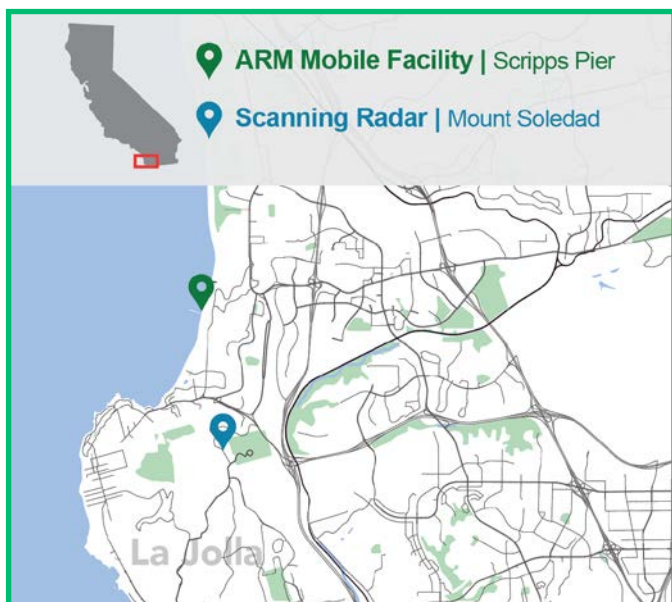 ARM Mobile Facility | Scripps Pier
Scanning Radar | Mount Soledad
La Jolla